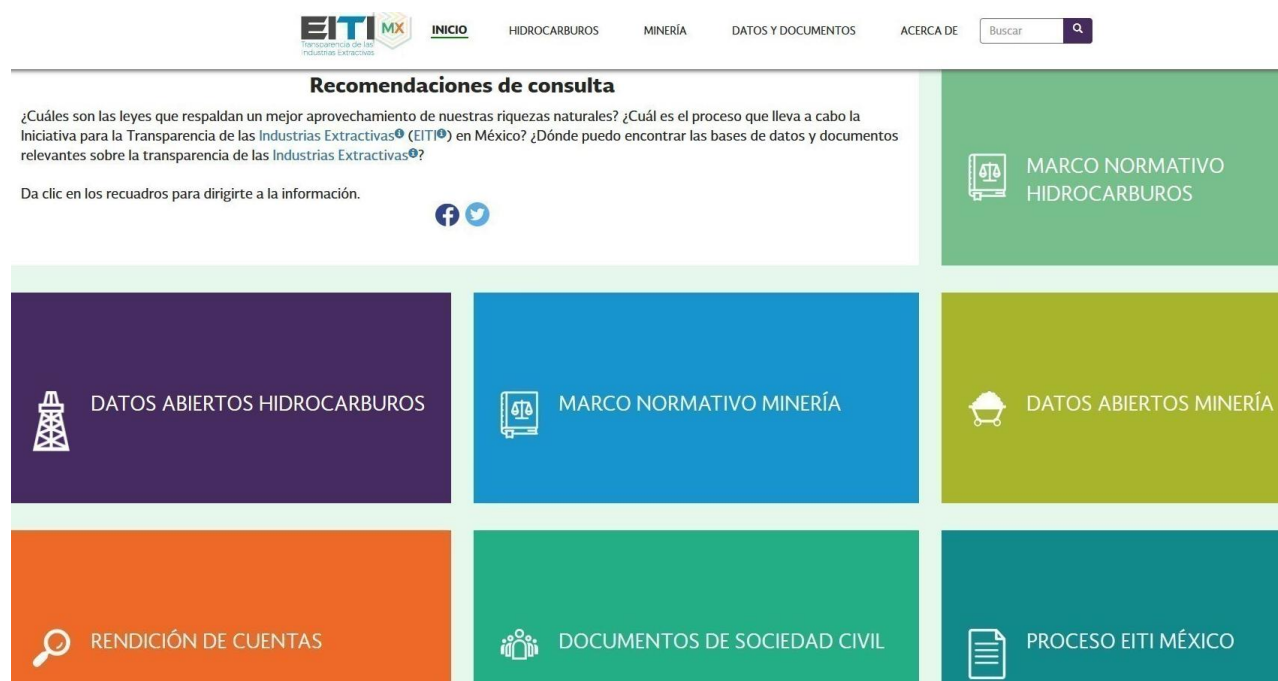 EITI MX
Transparencia de las
Industrias Extractivas
INICIO
HIDROCARBUROS
MINERÍA
DATOS Y DOCUMENTOS
ACERCA DE
Buscar
Recomendaciones de consulta
¿Cuáles son las leyes que respaldan un mejor aprovechamiento de nuestras riquezas naturales? ¿Cuál es el proceso que lleva a cabo la
Iniciativa para la Transparencia de las Industrias Extractivas (EITI) en México? ¿Dónde puedo encontrar las bases de datos y documentos
relevantes sobre la transparencia de las Industrias Extractivas?
Da clic en los recuadros para dirigirte a la información.
MARCO NORMATIVO
HIDROCARBUROS
DATOS ABIERTOS HIDROCARBUROS
MARCO NORMATIVO MINERÍA
DATOS ABIERTOS MINERÍA
RENDICIÓN DE CUENTAS
DOCUMENTOS DE SOCIEDAD CIVIL
PROCESO EITI MÉXICO